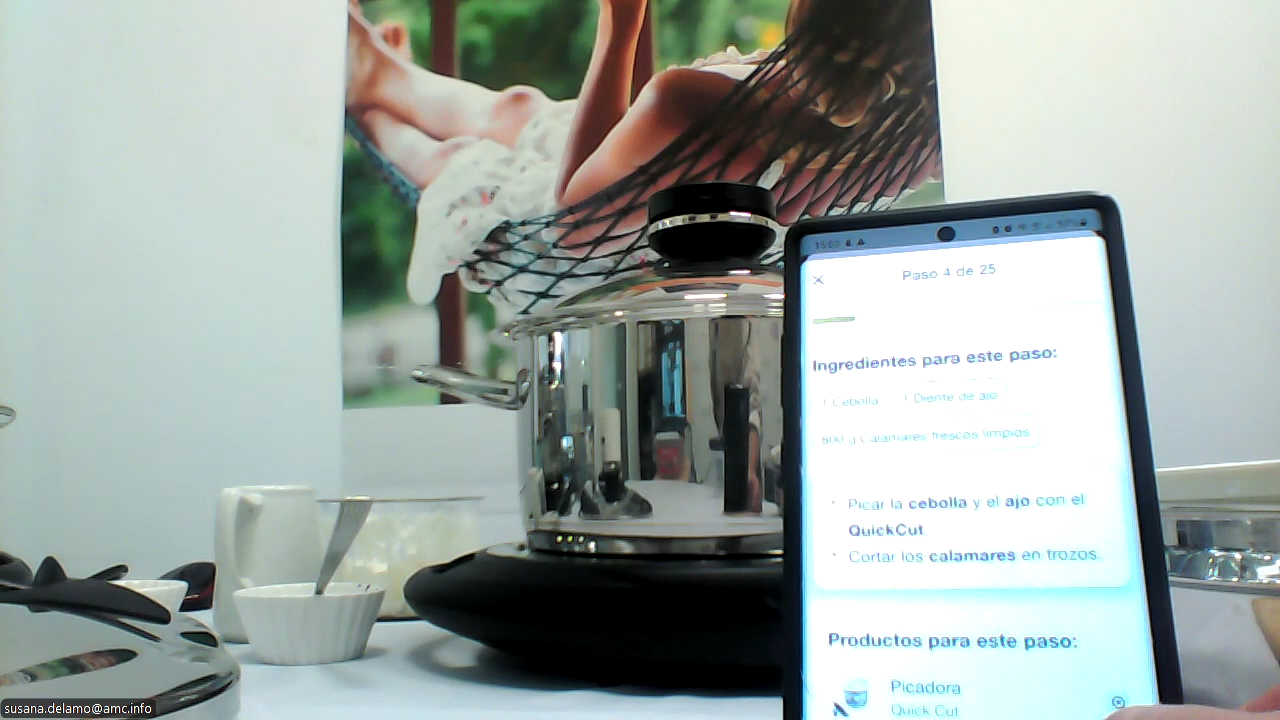 Paso 4 de 25
Ingredientes para este paso:
1 Cebolla 1 Diente de ajo
800 g Calamares frescos limpios
• Picar la cebolla y el ajo con el
QuickCut
• Cortar los calamares en trozos.
Productos para este paso:
Picadora
Quick Cut
susana.delamo@amc.info